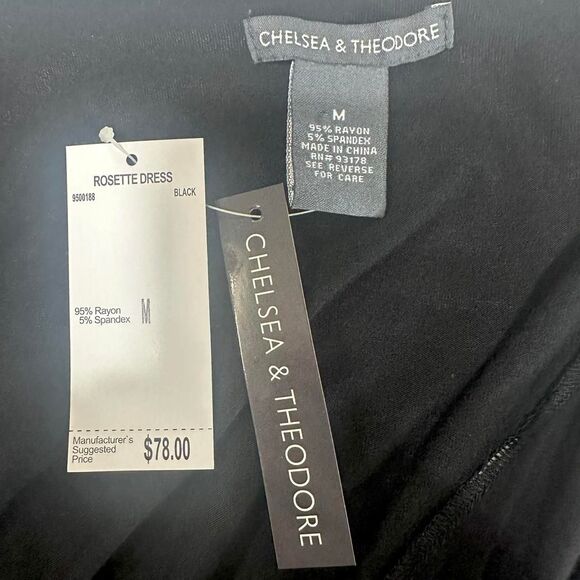 CHELSEA & THEODORE
M
95% RAYON
5% SPANDEX
MADE IN CHINA
RN# 93178
SEE REVERSE
FOR CARE
ROSETTE DRESS
9500188 BLACK
95% Rayon
5% Spandex
M
Manufacturer`s
Suggested
Price
$78.00
CHELSEA & THEODORE